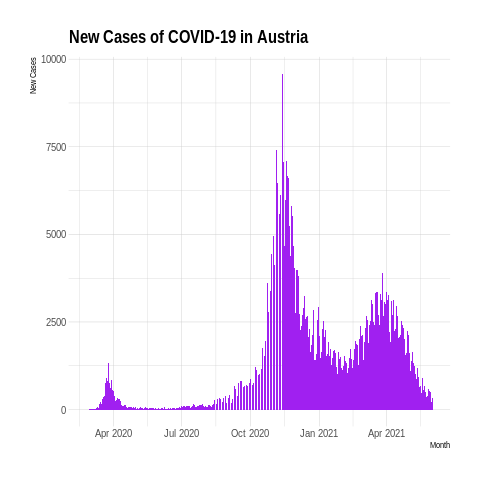 New Cases of COVID-19 in Austria
New Cases
10000
7500
5000
2500
0
Apr 2020 Jul 2020 Oct 2020 Jan 2021 Apr 2021
Month